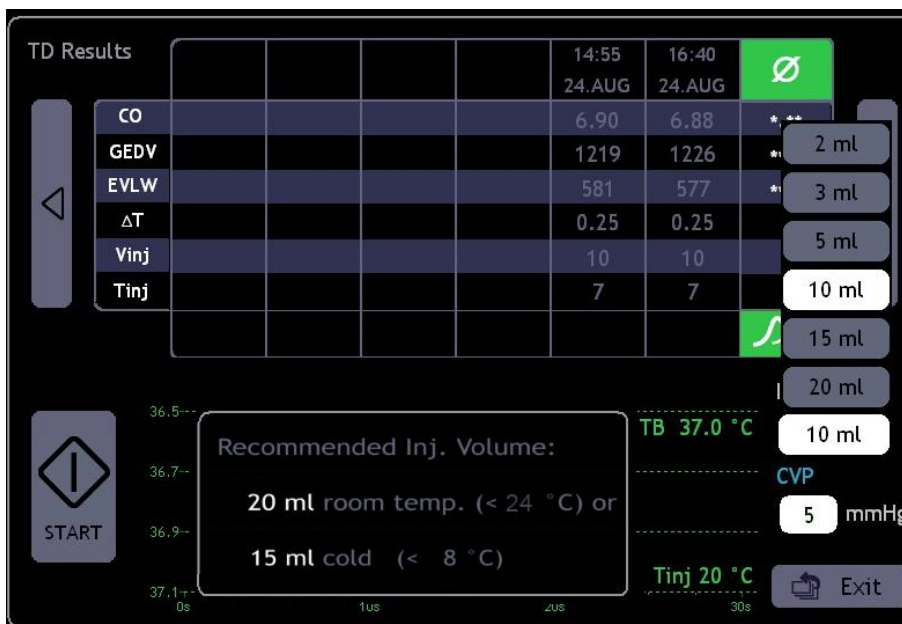 TD Results
14:55 16:40 Ø
24.AUG 24.AUG
CO 6.90 6.88 *.**
GEDV 1219 1226
EVLW 581 577
ΔT 0.25 0.25
Vinj 10 10
Tinj 7 7
2 ml
3 ml
5 ml
10 ml
15 ml
20 ml
10 ml
36.5
36.7
36.9
37.1
Recommended Inj. Volume:
20 ml room temp. (< 24 °C) or
15 ml cold (< 8 °C)
TB 37.0 °C
CVP
5 mmHg
START
Tinj 20 °C
Exit
0s 30s